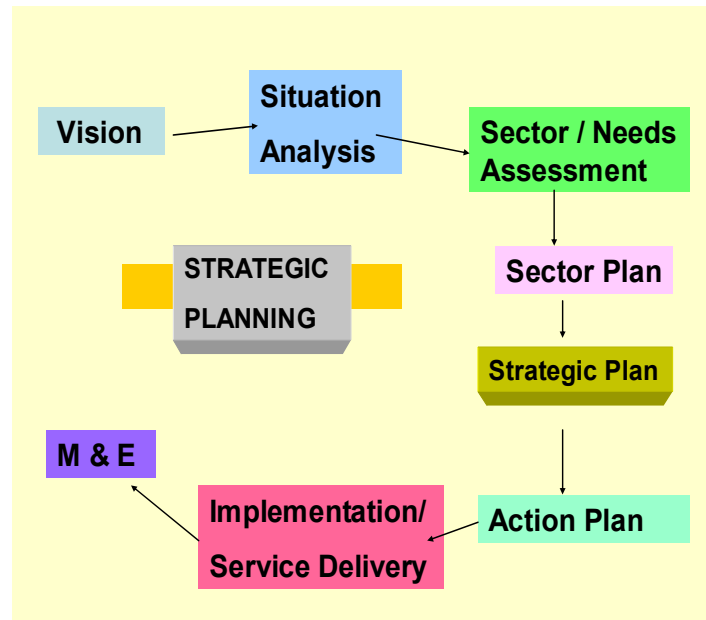 Vision
Situation
Analysis
Sector / Needs
Assessment
STRATEGIC
PLANNING
Sector Plan
Strategic Plan
M & E
Implementation/
Service Delivery
Action Plan